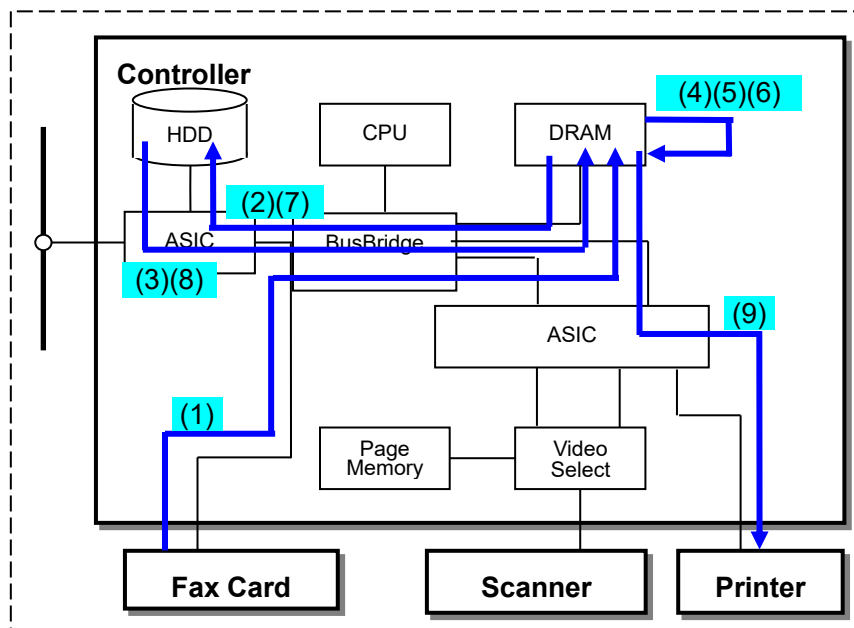 Controller
HDD
CPU
DRAM
(4)(5)(6)
(2)(7)
ASIC
BusBridge
(3)(8)
ASIC
(9)
(1)
Page
Memory
Video
Select
Fax Card
Scanner
Printer